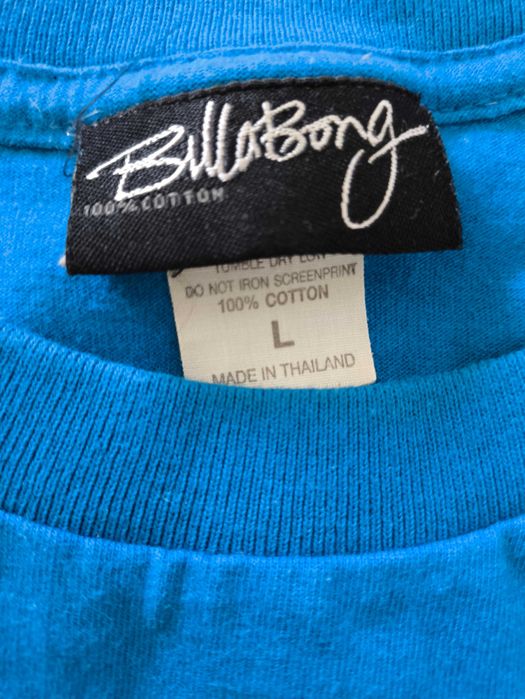 BillaBong
100% COTTON
TUMBLE DRY LOW
DO NOT IRON SCREENPRINT
100% COTTON
L
MADE IN THAILAND